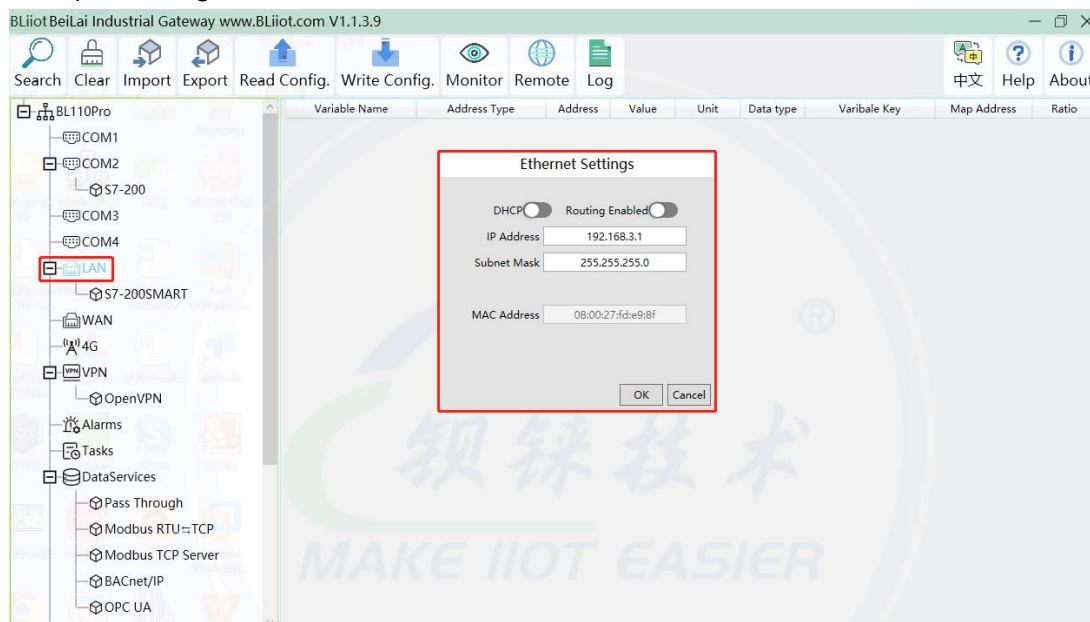 BLiiot BeiLai Industrial Gateway www.BLiiot.com V1.1.3.9
Search Clear Import Export Read Config. Write Config. Monitor Remote Log 中文 Help About
BL110Pro
Variable Name Address Type Address Value Unit Data type Varibale Key Map Address Ratio
COM1
COM2
S7-200
COM3
COM4
LAN
S7-200SMART
WAN
4G
VPN VPN
OpenVPN
Alarms
Tasks
DataServices
Pass Through
Modbus RTU⇆TCP
Modbus TCP Server
BACnet/IP
OPC UA
Ethernet Settings
DHCP Routing Enabled
IP Address 192.168.3.1
Subnet Mask 255.255.255.0
MAC Address 08:00:27:fd:e9:8f
OK Cancel
®
钡铼技术
MAKE IIOT EASIER